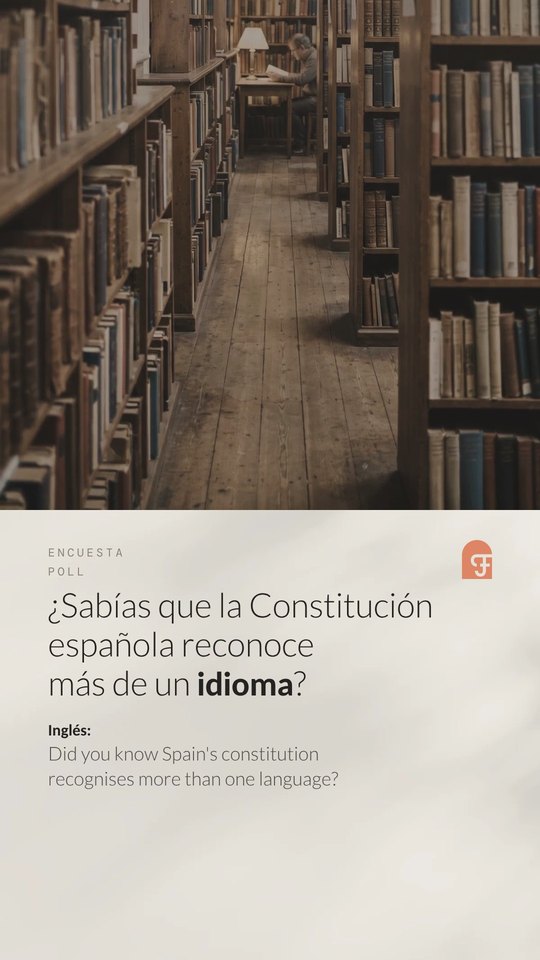 ENCUESTA
POLL
¿Sabías que la Constitución
española reconoce
más de un idioma?
Inglés:
Did you know Spain's constitution
recognises more than one language?